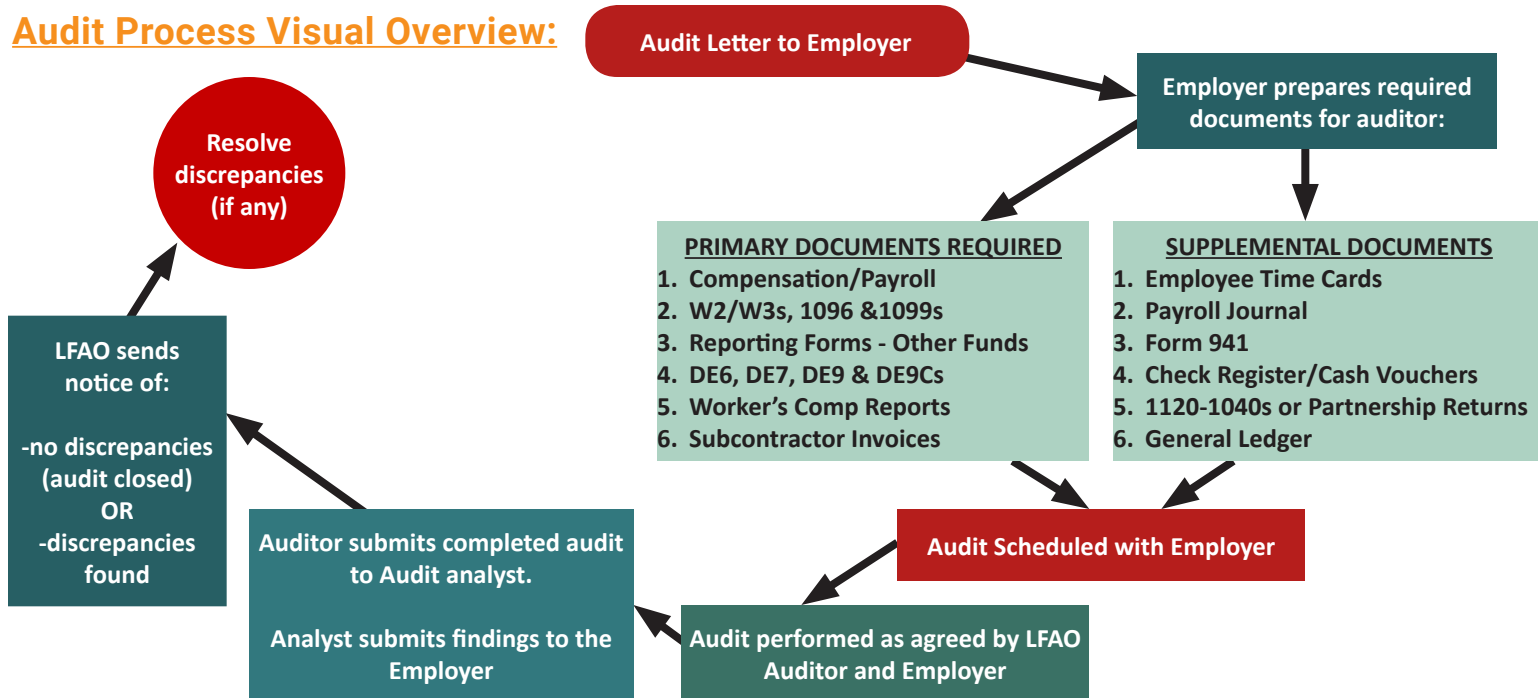 Audit Process Visual Overview:
Audit Letter to Employer
Employer prepares required
documents for auditor:
PRIMARY DOCUMENTS REQUIRED
1. Compensation/Payroll
2. W2/W3s, 1096 &1099s
3. Reporting Forms - Other Funds
4. DE6, DE7, DE9 & DE9Cs
5. Worker’s Comp Reports
6. Subcontractor Invoices
SUPPLEMENTAL DOCUMENTS
1. Employee Time Cards
2. Payroll Journal
3. Form 941
4. Check Register/Cash Vouchers
5. 1120-1040s or Partnership Returns
6. General Ledger
Audit Scheduled with Employer
Audit performed as agreed by LFAO
Auditor and Employer
Auditor submits completed audit
to Audit analyst.
Analyst submits findings to the
Employer
LFAO sends
notice of:
-no discrepancies
(audit closed)
OR
-discrepancies
found
Resolve
discrepancies
(if any)